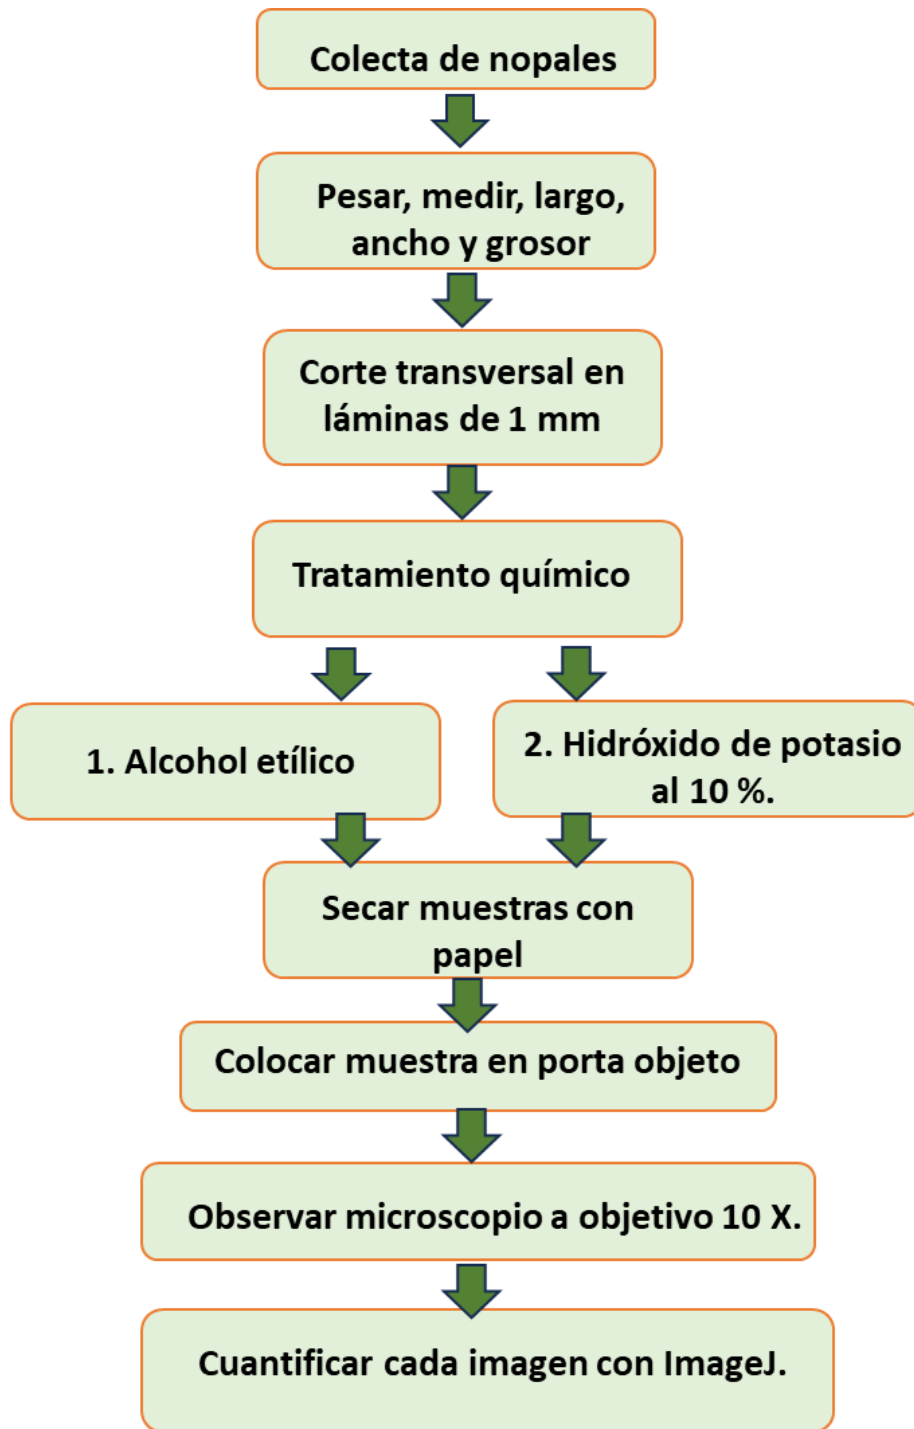 Colecta de nopales
Pesar, medir, largo,
ancho y grosor
Corte transversal en
láminas de 1 mm
Tratamiento químico
1. Alcohol etílico
2. Hidróxido de potasio
al 10 %.
Secar muestras con
papel
Colocar muestra en porta objeto
Observar microscopio a objetivo 10 X.
Cuantificar cada imagen con ImageJ.